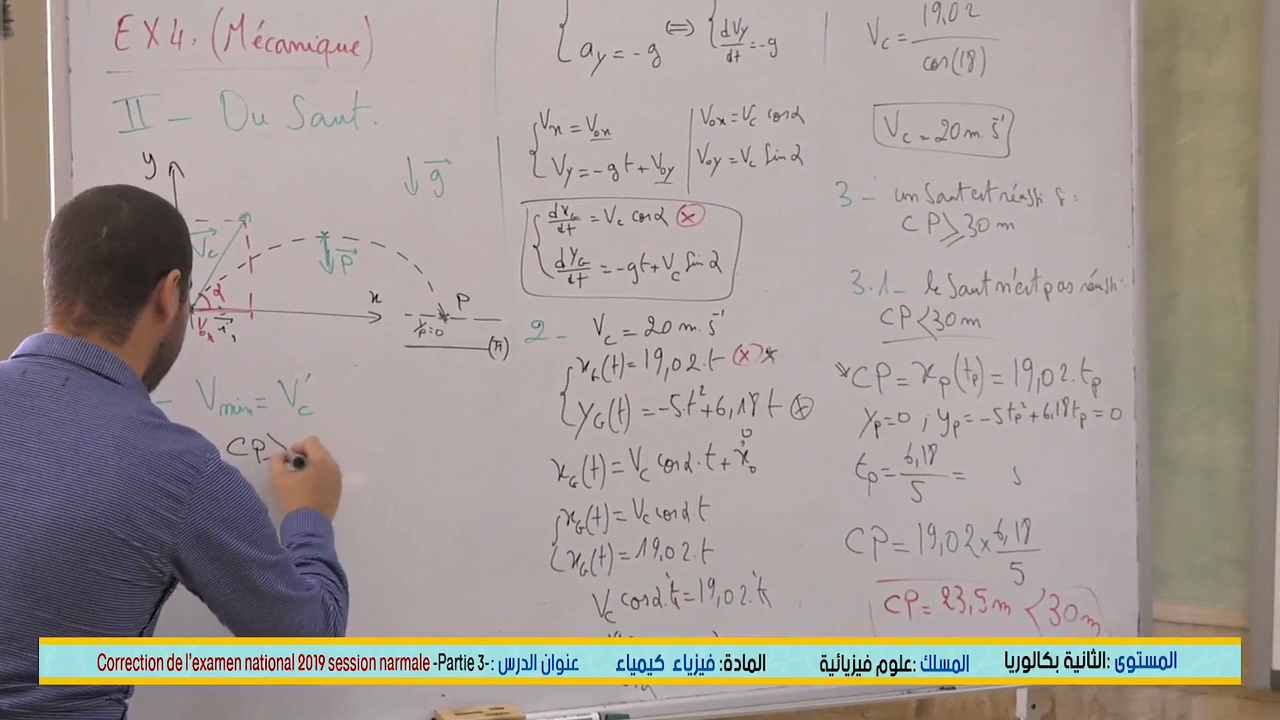 EX4. (Mécanique)
II - Du Saut.
y
↓ g⃗
V⃗c
↓ P⃗
α
x
P
yp=0
(π)
- Vmin = V'c
CP >
ay = -g ⟺ { dVy/dt = -g
{ Vx = Vox | Vox = Vc cosα
{ Vy = -gt + Voy | Voy = Vc sinα
{ dxG/dt = Vc cosα (x)
{ dyG/dt = -gt + Vc sinα
2 - Vc = 20 m.s⁻¹
{ xG(t) = 19,02.t (x) *
{ yG(t) = -5.t² + 6,18 t (x)
xG(t) = Vc cosα.t + x0 0
{ xG(t) = Vc cosα.t
{ xG(t) = 19,02.t
Vc cosα.t = 19,02.t
Vc = 19,02 / cos(18)
Vc = 20 m.s⁻¹
3 - un saut est réussi si :
CP ⩾ 30 m
3.1 - le saut n'est pas réussi :
CP < 30 m
* CP = xp(tp) = 19,02.tp
yp = 0 ; yp = -5tp² + 6,18tp = 0
tp = 6,18/5 = s
CP = 19,02 × 6,18/5
CP = 23,5 m < 30 m
المستوى :الثانية بكالوريا المسلك :علوم فيزيائية المادة: فيزياء كيمياء عنوان الدرس :Correction de l'examen national 2019 session narmale -Partie 3-